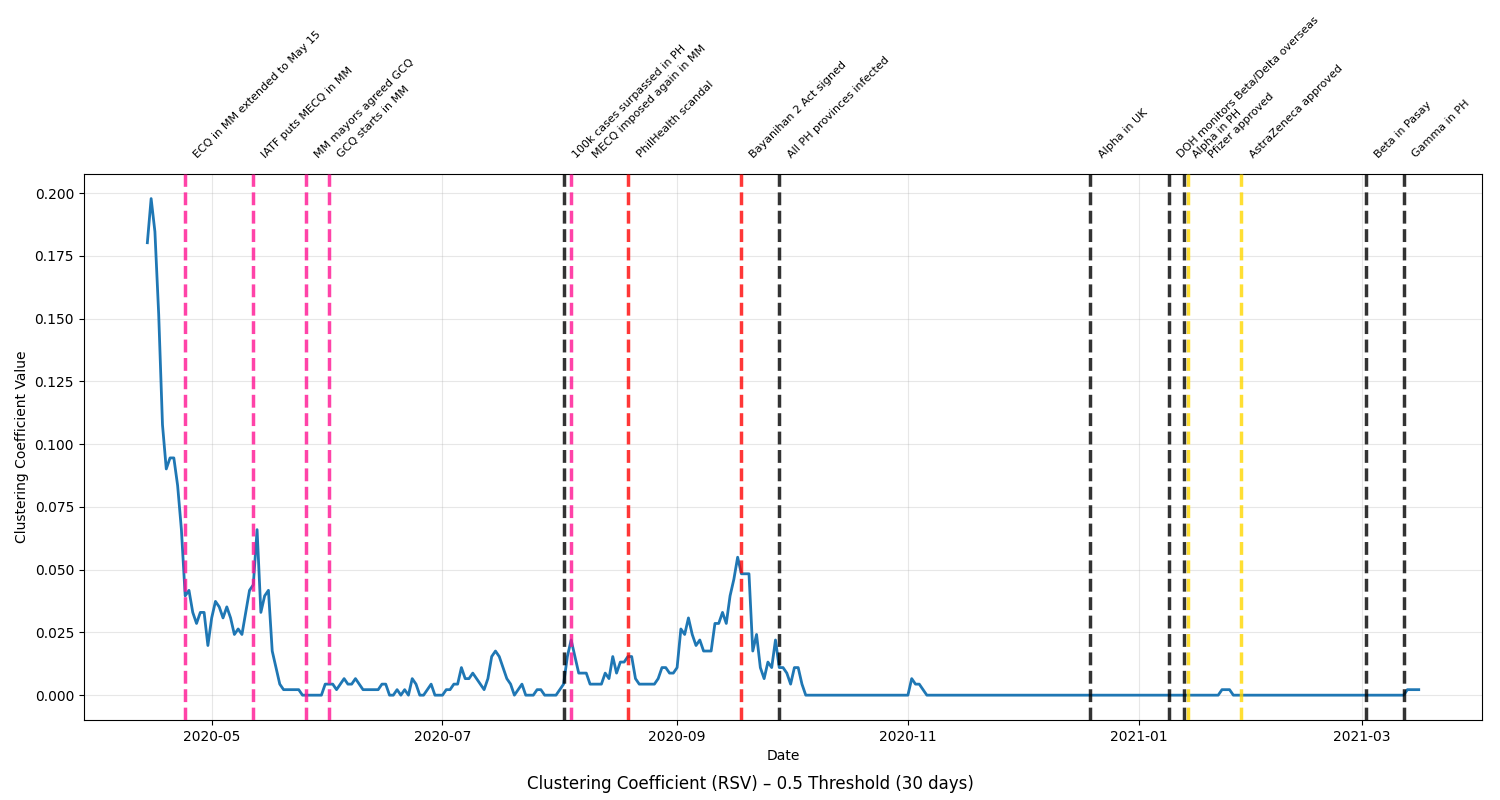 ECQ in MM extended to May 15
IATF puts MECQ in MM
MM mayors agreed GCQ
GCQ starts in MM
100k cases surpassed in PH
MECQ imposed again in MM
PhilHealth scandal
Bayanihan 2 Act signed
All PH provinces infected
Alpha in UK
DOH monitors Beta/Delta overseas
Alpha in PH
Pfizer approved
AstraZeneca approved
Beta in Pasay
Gamma in PH
Clustering Coefficient Value
0.200
0.175
0.150
0.125
0.100
0.075
0.050
0.025
0.000
2020-05
2020-07
2020-09
2020-11
2021-01
2021-03
Date
Clustering Coefficient (RSV) – 0.5 Threshold (30 days)